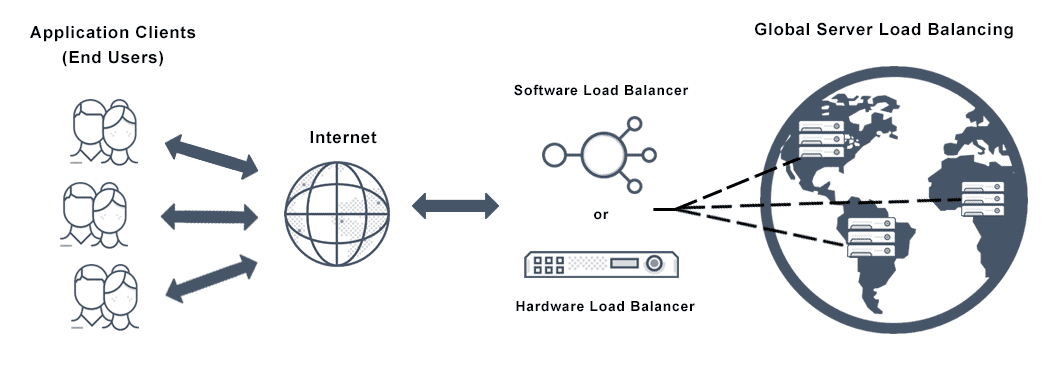 Application Clients
(End Users)
Internet
Software Load Balancer
or
Hardware Load Balancer
Global Server Load Balancing